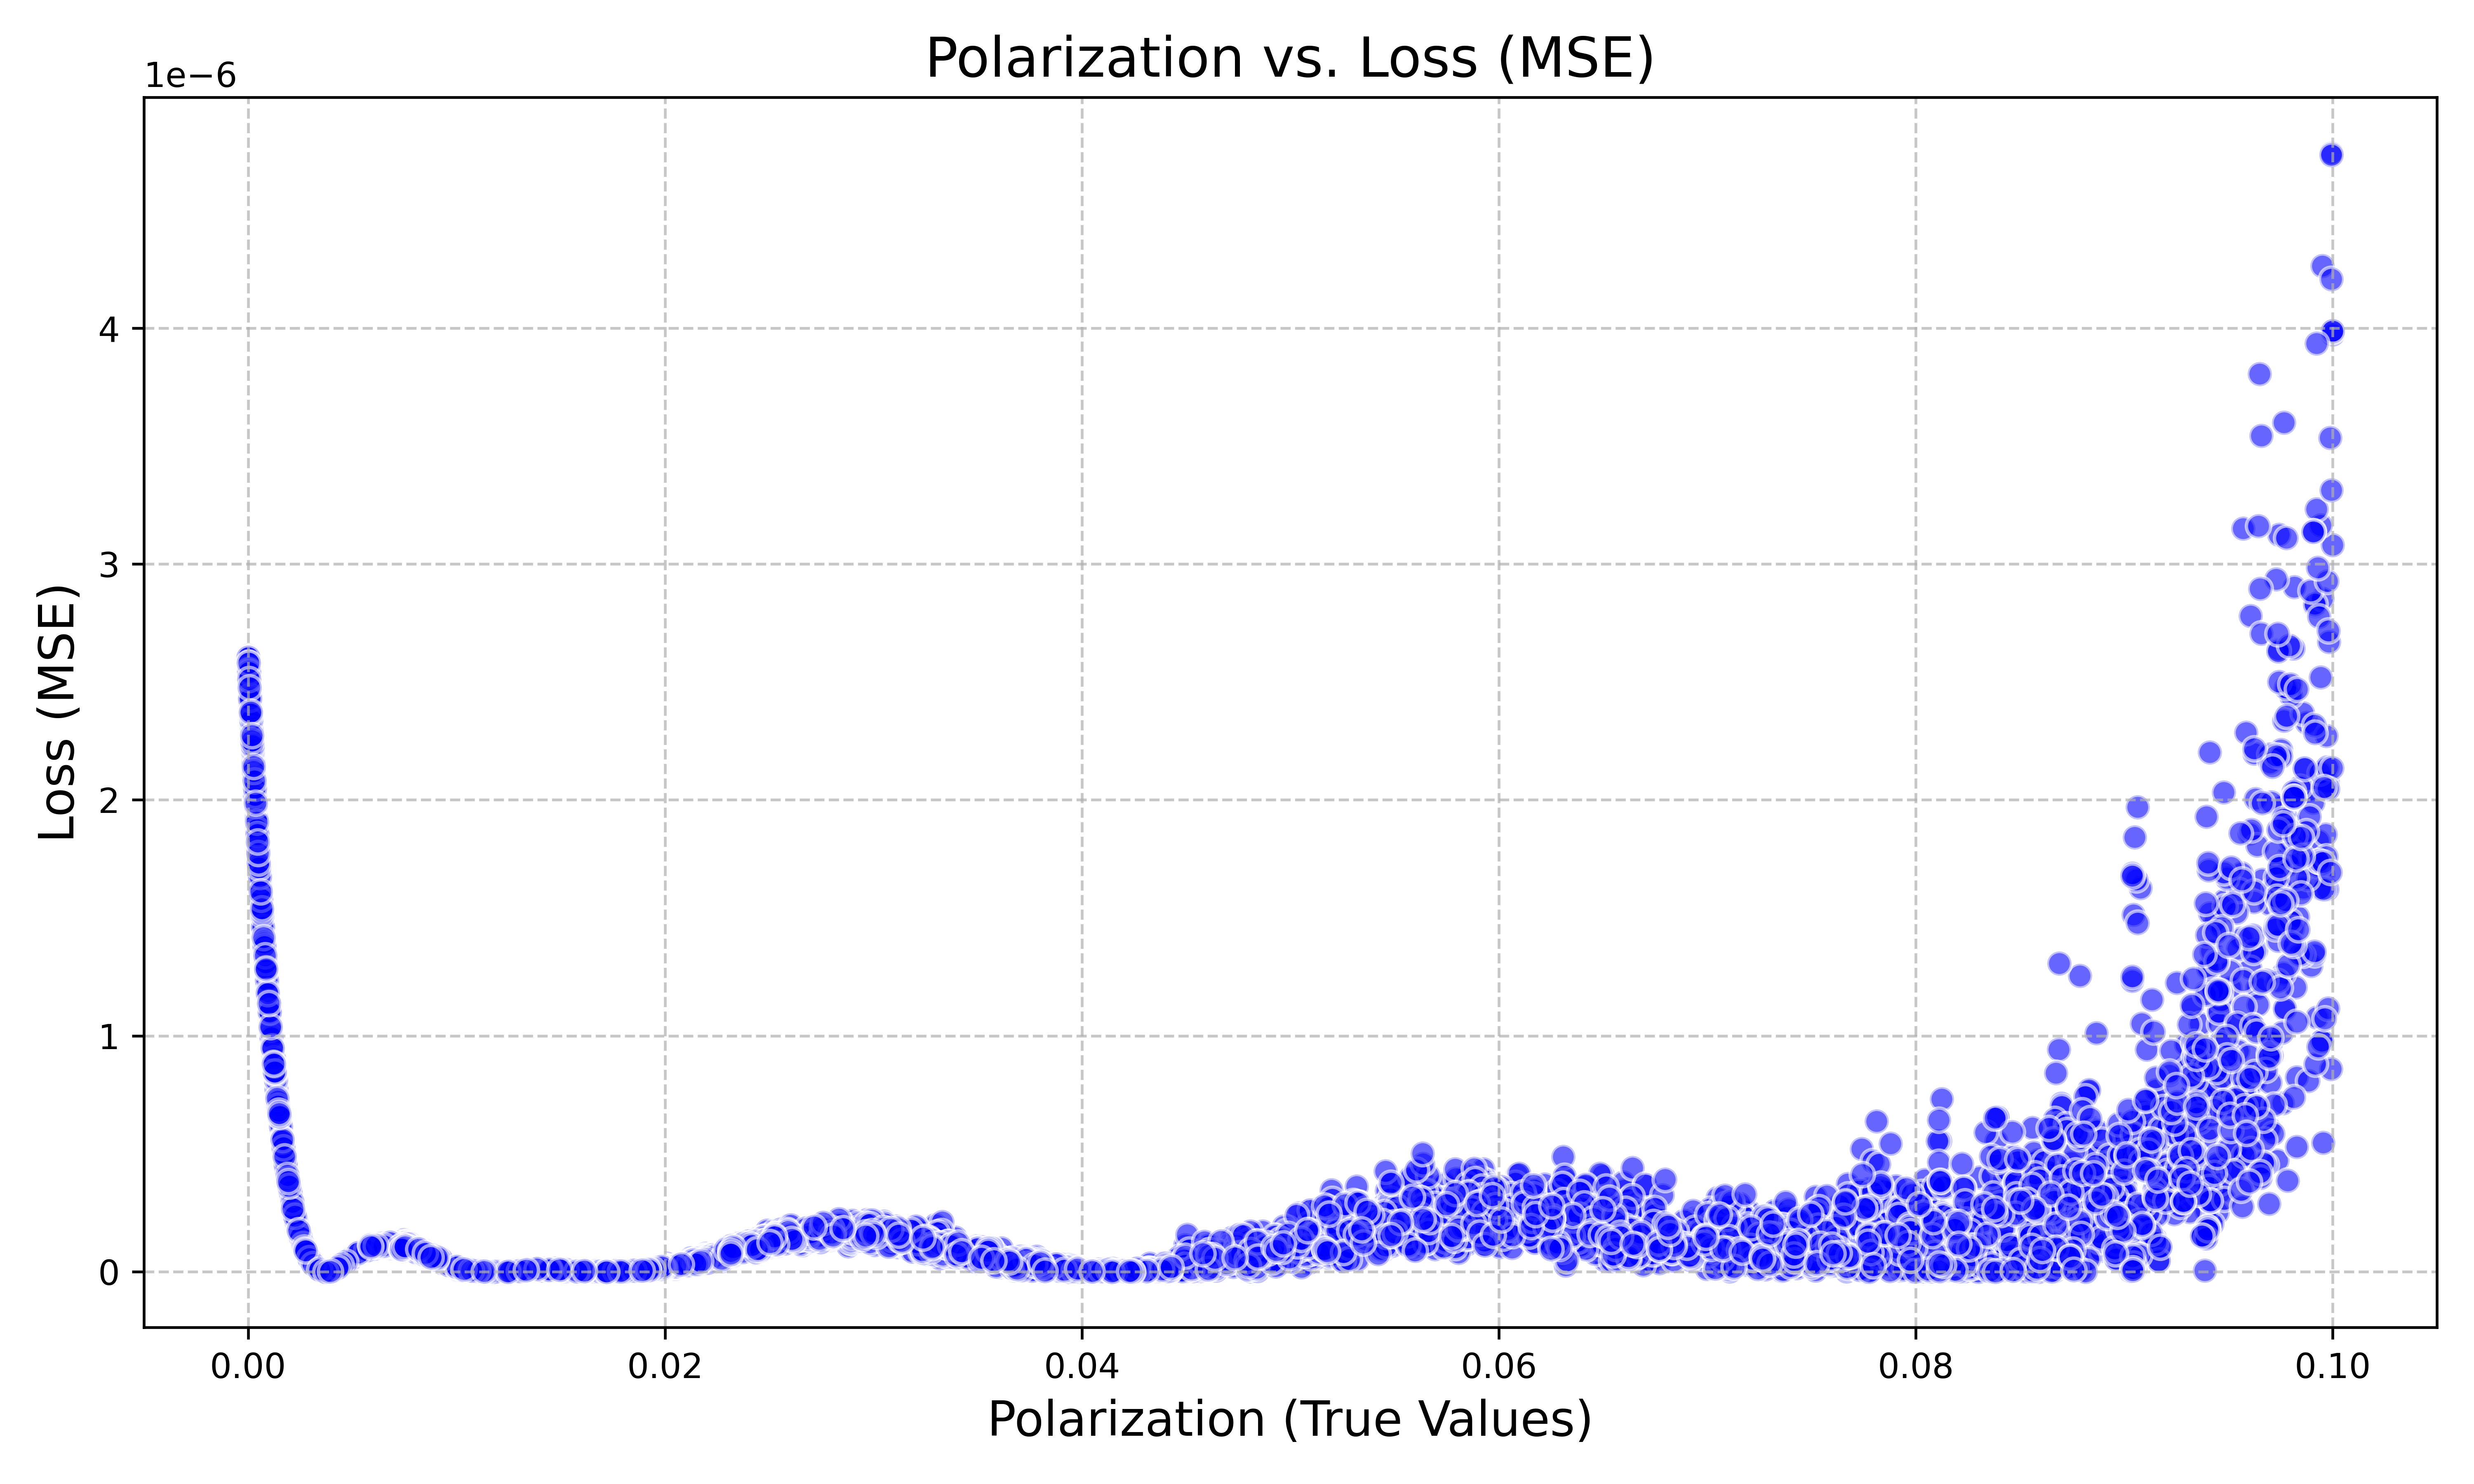 Polarization vs. Loss (MSE)
1e−6
4
3
2
1
0
Loss (MSE)
0.00 0.02 0.04 0.06 0.08 0.10
Polarization (True Values)